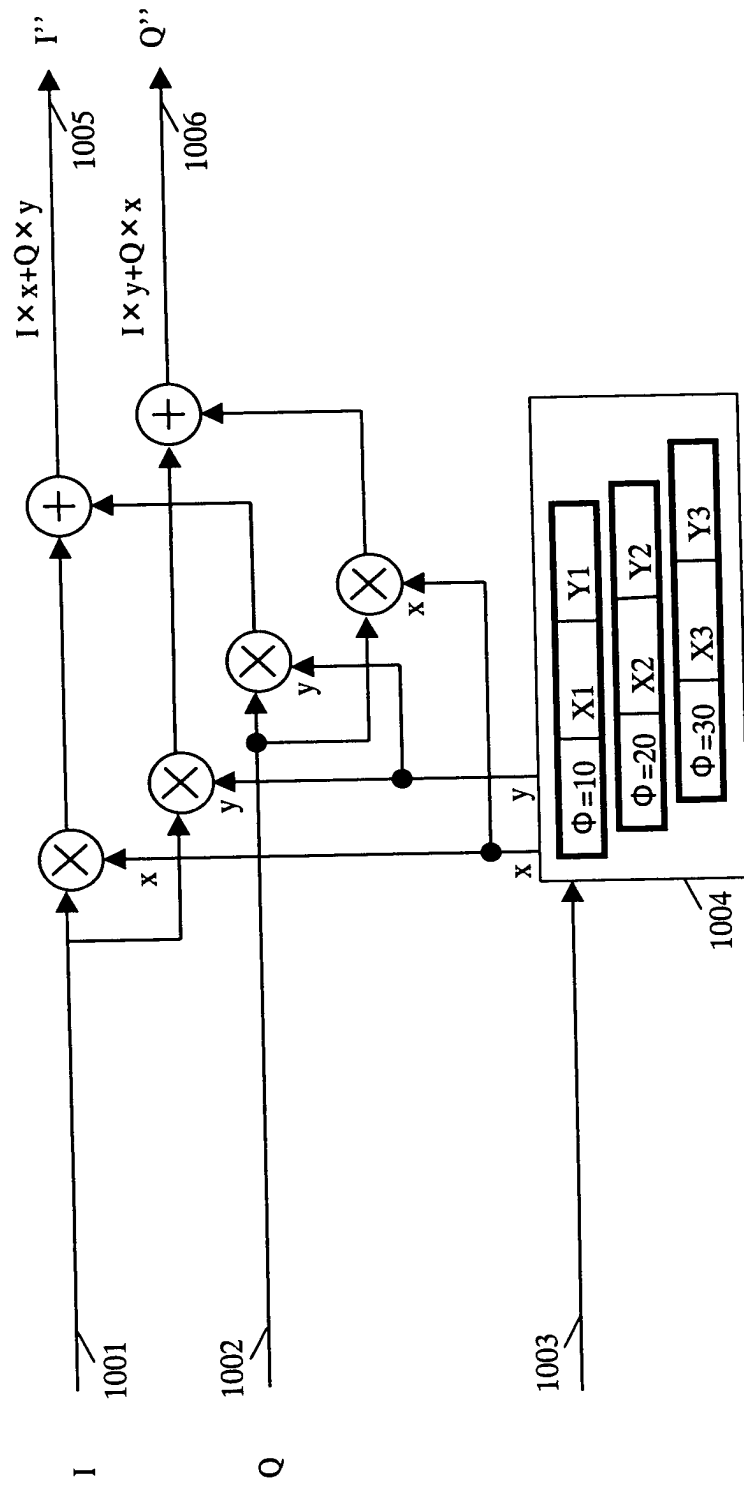 I
1001
I×x+Q×y
1005
I’’
x
y
Q
1002
y
x
I×y+Q×x
1006
Q’’
1003
x
y
Φ=10 X1 Y1
Φ=20 X2 Y2
Φ=30 X3 Y3
1004